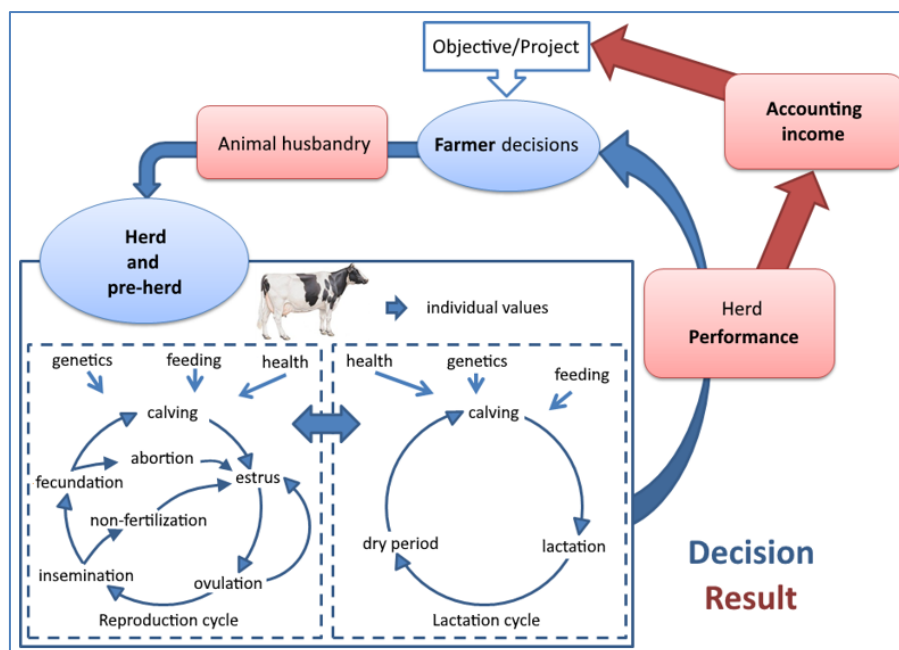 Objective/Project
Accounting
income
Animal husbandry
Farmer decisions
Herd
and
pre-herd
individual values
Herd
Performance
genetics
feeding
health
calving
abortion
fecundation
estrus
non-fertilization
insemination
ovulation
Reproduction cycle
health
genetics
feeding
calving
dry period
lactation
Lactation cycle
Decision
Result